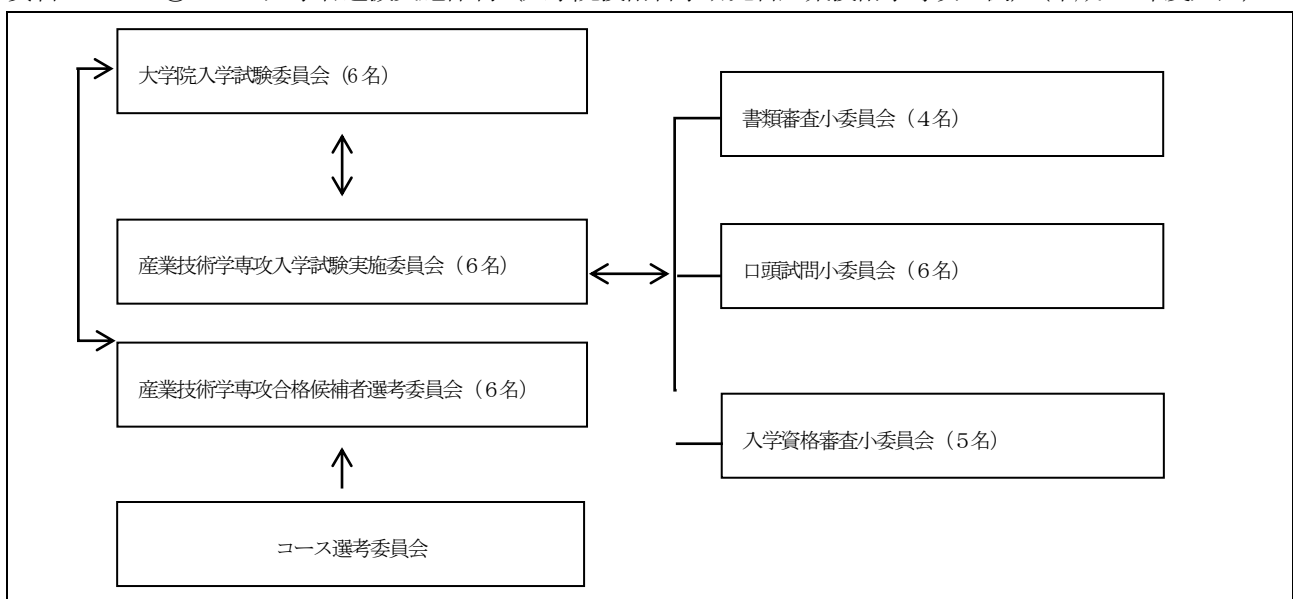 大学院入学試験委員会（6名）
書類審査小委員会（４名）
産業技術学専攻入学試験実施委員会（６名）
口頭試問小委員会（６名）
産業技術学専攻合格候補者選考委員会（６名）
入学資格審査小委員会（５名）
コース選考委員会